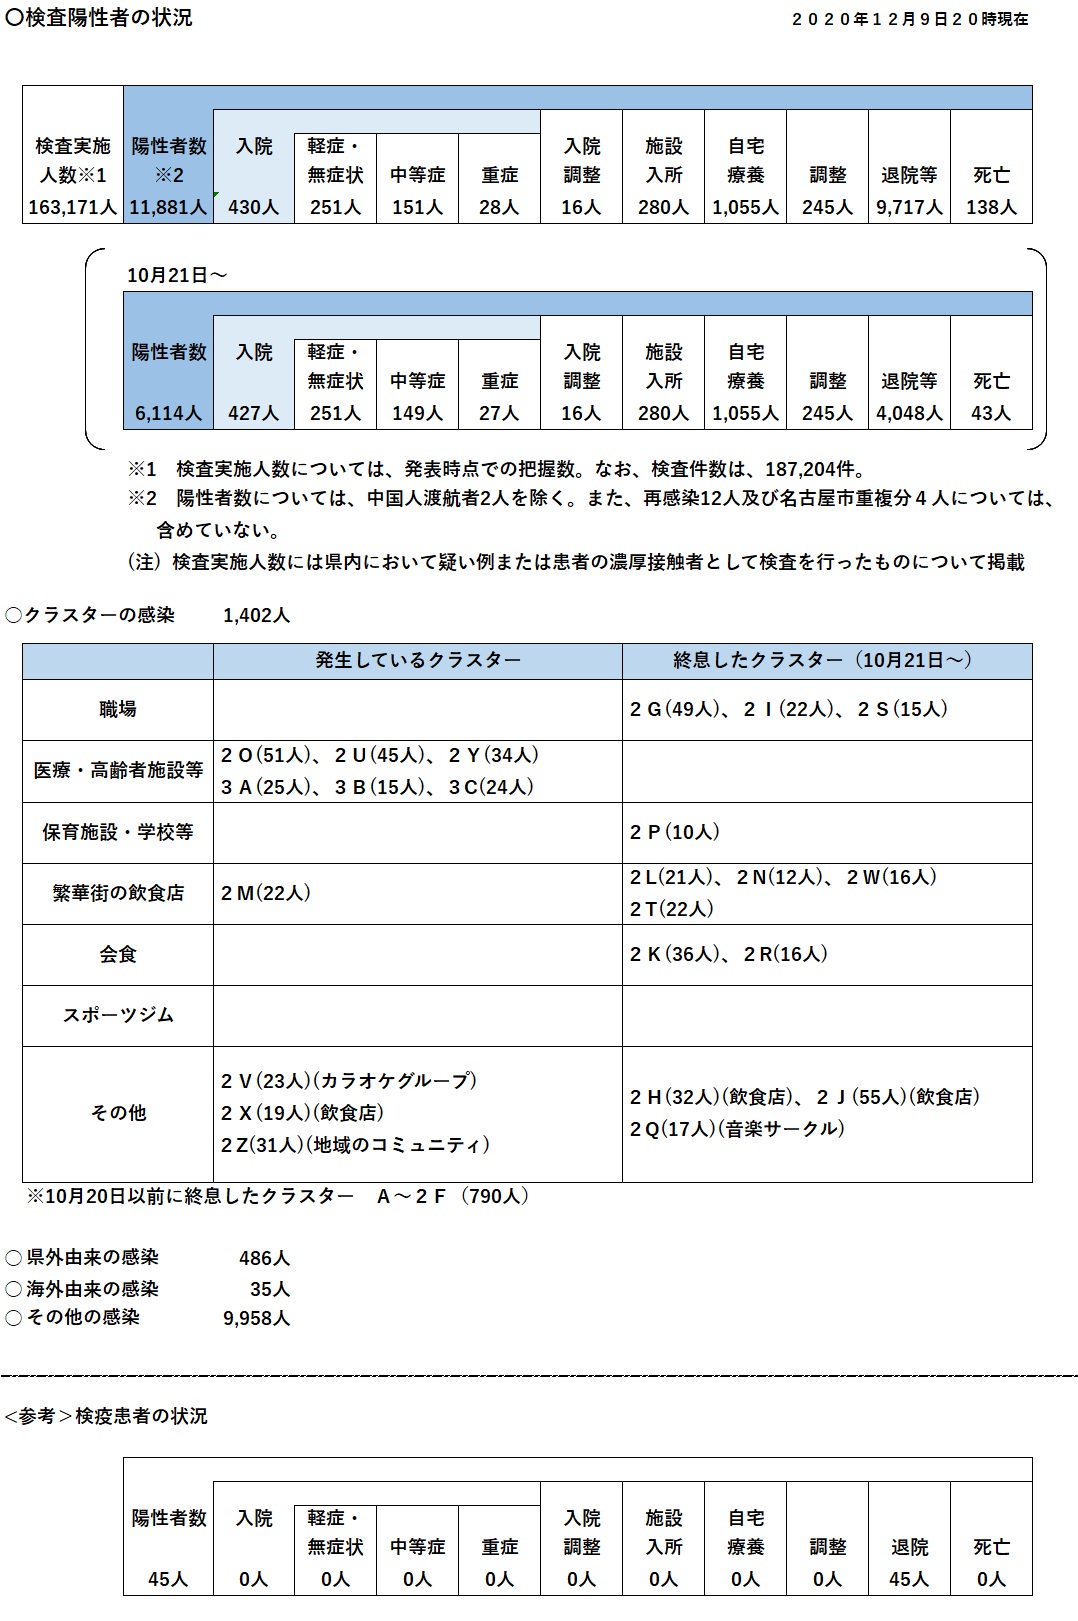 〇検査陽性者の状況
２０２０年１２月９日２０時現在
検査実施 陽性者数 入院 軽症・ 入院 施設 自宅
人数※1 ※2 無症状 中等症 重症 調整 入所 療養 調整 退院等 死亡
163,171人 11,881人 430人 251人 151人 28人 16人 280人 1,055人 245人 9,717人 138人
10月21日～
陽性者数 入院 軽症・ 入院 施設 自宅
無症状 中等症 重症 調整 入所 療養 調整 退院等 死亡
6,114人 427人 251人 149人 27人 16人 280人 1,055人 245人 4,048人 43人
※1　検査実施人数については、発表時点での把握数。なお、検査件数は、187,204件。
※2　陽性者数については、中国人渡航者2人を除く。また、再感染12人及び名古屋市重複分４人については、
含めていない。
（注）検査実施人数には県内において疑い例または患者の濃厚接触者として検査を行ったものについて掲載
○クラスターの感染　1,402人
発生しているクラスター 終息したクラスター（10月21日～）
職場 ２Ｇ(49人)、２Ｉ(22人)、２Ｓ(15人)
医療・高齢者施設等 ２Ｏ(51人)、２Ｕ(45人)、２Ｙ(34人)
３Ａ(25人)、３Ｂ(15人)、３C(24人)
保育施設・学校等 ２Ｐ(10人)
繁華街の飲食店 ２Ｍ(22人) ２L(21人)、２N(12人)、２W(16人)
２T(22人)
会食 ２Ｋ(36人)、２R(16人)
スポーツジム
その他 ２Ｖ(23人)(カラオケグループ)
２Ｘ(19人)(飲食店)
２Z(31人)(地域のコミュニティ)
２Ｈ(32人)(飲食店)、２Ｊ(55人)(飲食店)
２Q(17人)(音楽サークル)
※10月20日以前に終息したクラスター　Ａ～２Ｆ（790人）
○県外由来の感染　486人
○海外由来の感染　35人
○その他の感染　9,958人
<参考＞検疫患者の状況
陽性者数 入院 軽症・ 入院 施設 自宅
無症状 中等症 重症 調整 入所 療養 調整 退院 死亡
45人 0人 0人 0人 0人 0人 0人 0人 0人 45人 0人